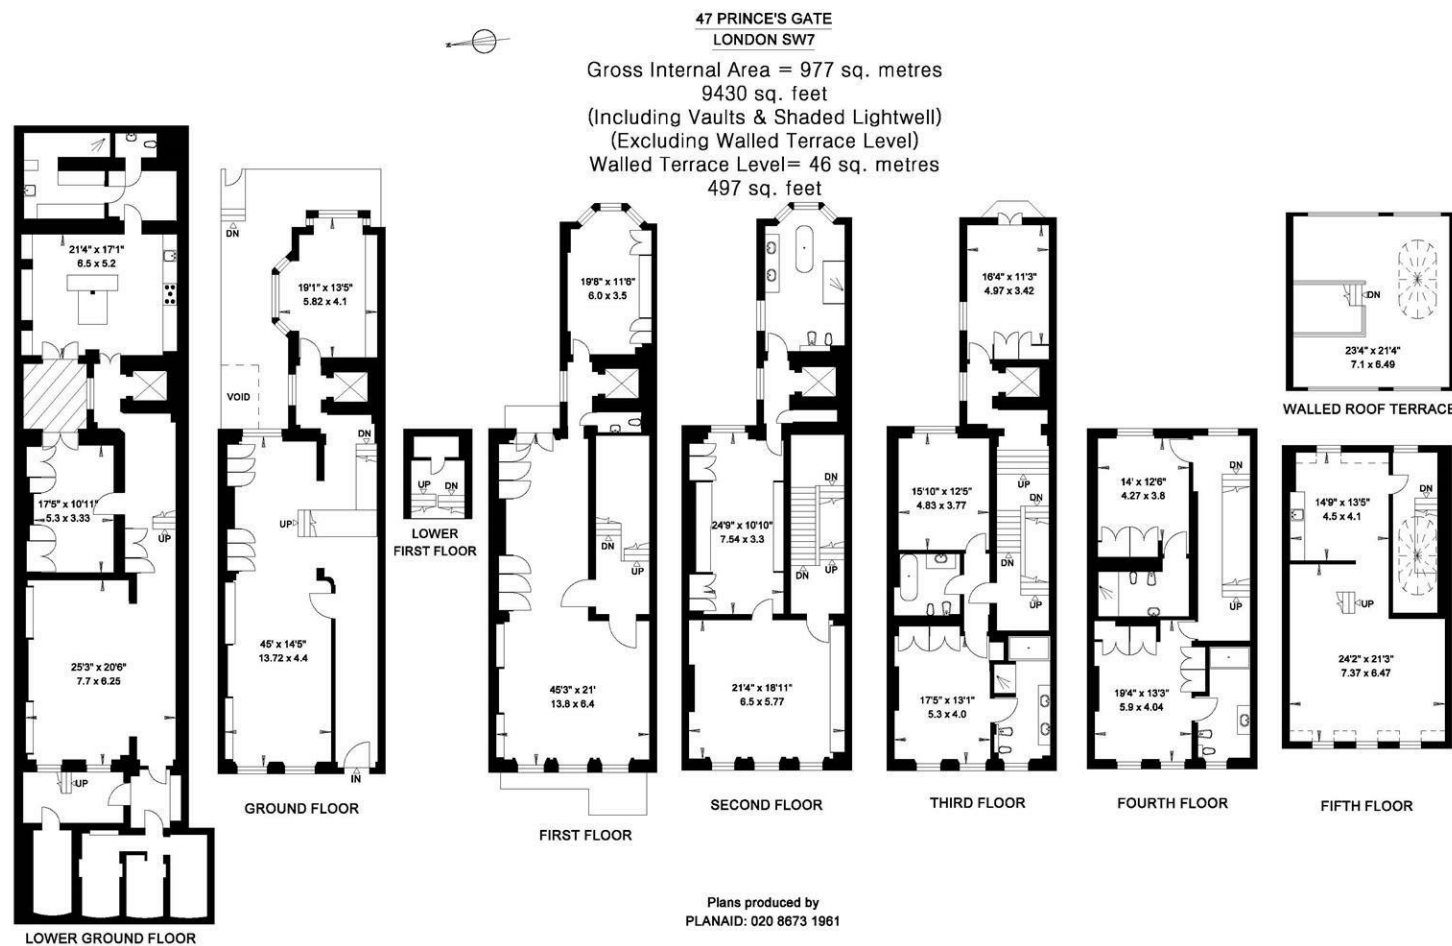 47 PRINCE'S GATE
LONDON SW7
Gross Internal Area = 977 sq. metres
9430 sq. feet
(Including Vaults & Shaded Lightwell)
(Excluding Walled Terrace Level)
Walled Terrace Level= 46 sq. metres
497 sq. feet
21'4" x 17'1"
6.5 x 5.2
17'5" x 10'11"
5.3 x 3.33
UP
25'3" x 20'6"
7.7 x 6.25
UP
LOWER GROUND FLOOR
DN
19'1" x 13'5"
5.82 x 4.1
VOID
DN
UP
45' x 14'5"
13.72 x 4.4
IN
GROUND FLOOR
UP
DN
LOWER
FIRST FLOOR
19'8" x 11'6"
6.0 x 3.5
DN
UP
45'3" x 21'
13.8 x 6.4
FIRST FLOOR
24'9" x 10'10"
7.54 x 3.3
DN
DN
UP
21'4" x 18'11"
6.5 x 5.77
SECOND FLOOR
16'4" x 11'3"
4.97 x 3.42
15'10" x 12'5"
4.83 x 3.77
UP
DN
DN
UP
17'5" x 13'1"
5.3 x 4.0
THIRD FLOOR
14' x 12'6"
4.27 x 3.8
DN
UP
19'4" x 13'3"
5.9 x 4.04
FOURTH FLOOR
DN
23'4" x 21'4"
7.1 x 6.49
WALLED ROOF TERRACE
14'9" x 13'5"
4.5 x 4.1
DN
UP
24'2" x 21'3"
7.37 x 6.47
FIFTH FLOOR
Plans produced by
PLANAID: 020 8673 1961